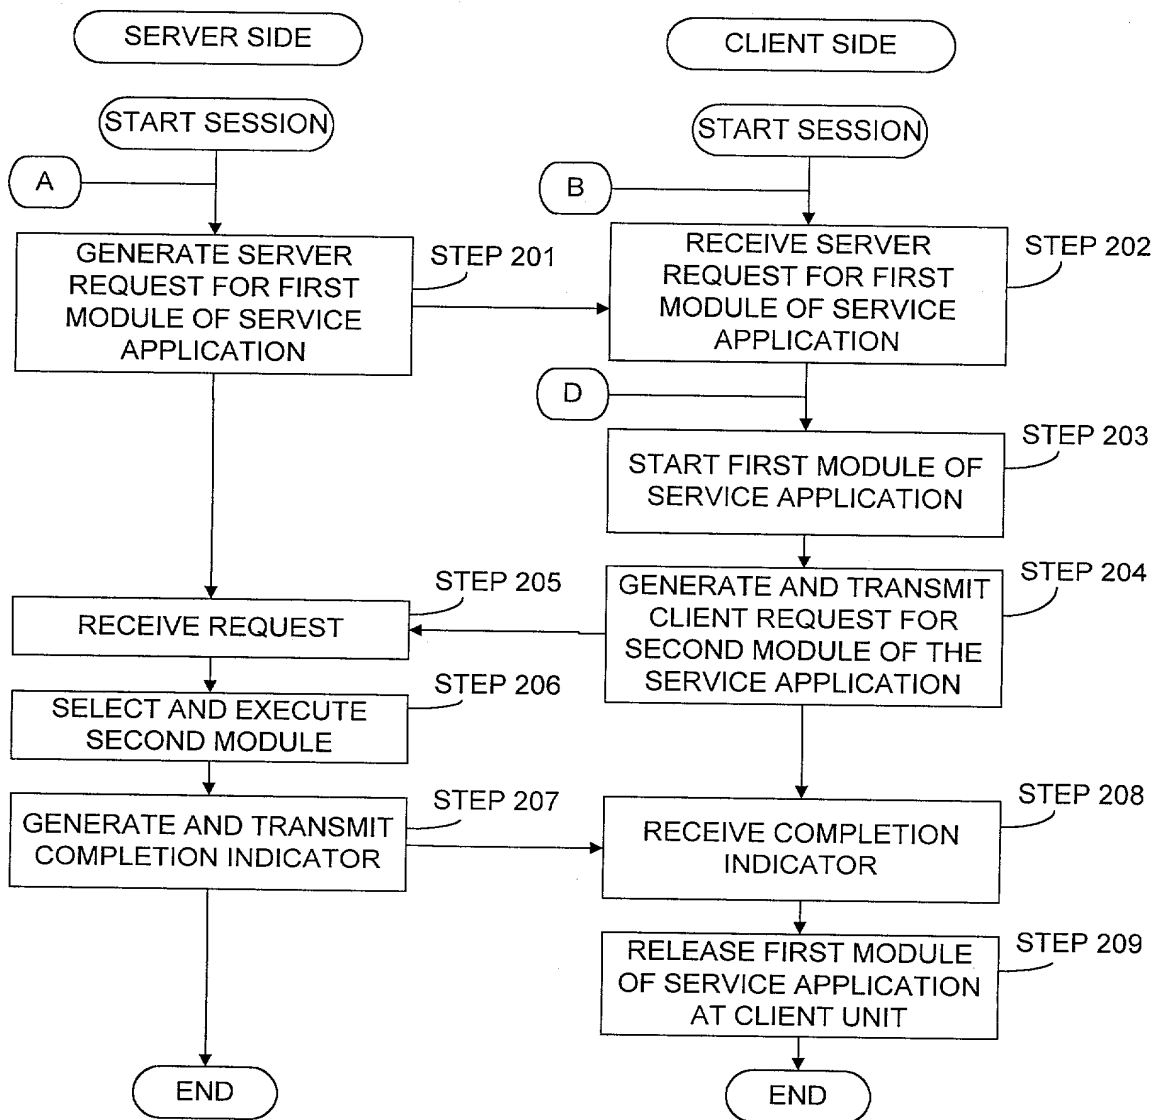 SERVER SIDE
CLIENT SIDE
START SESSION
START SESSION
A
B
GENERATE SERVER
REQUEST FOR FIRST
MODULE OF SERVICE
APPLICATION
STEP 201
RECEIVE SERVER
REQUEST FOR FIRST
MODULE OF SERVICE
APPLICATION
STEP 202
D
START FIRST MODULE OF
SERVICE APPLICATION
STEP 203
GENERATE AND TRANSMIT
CLIENT REQUEST FOR
SECOND MODULE OF THE
SERVICE APPLICATION
STEP 204
RECEIVE REQUEST
STEP 205
SELECT AND EXECUTE
SECOND MODULE
STEP 206
GENERATE AND TRANSMIT
COMPLETION INDICATOR
STEP 207
RECEIVE COMPLETION
INDICATOR
STEP 208
RELEASE FIRST MODULE
OF SERVICE APPLICATION
AT CLIENT UNIT
STEP 209
END
END